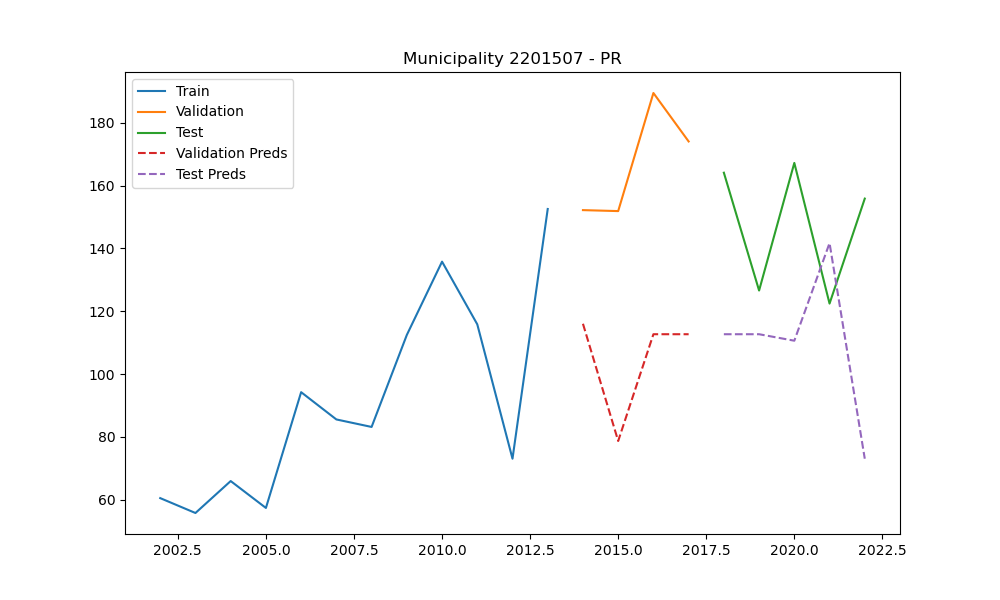 Municipality 2201507 - PR
Train
Validation
Test
Validation Preds
Test Preds
180
160
140
120
100
80
60
2002.5 2005.0 2007.5 2010.0 2012.5 2015.0 2017.5 2020.0 2022.5